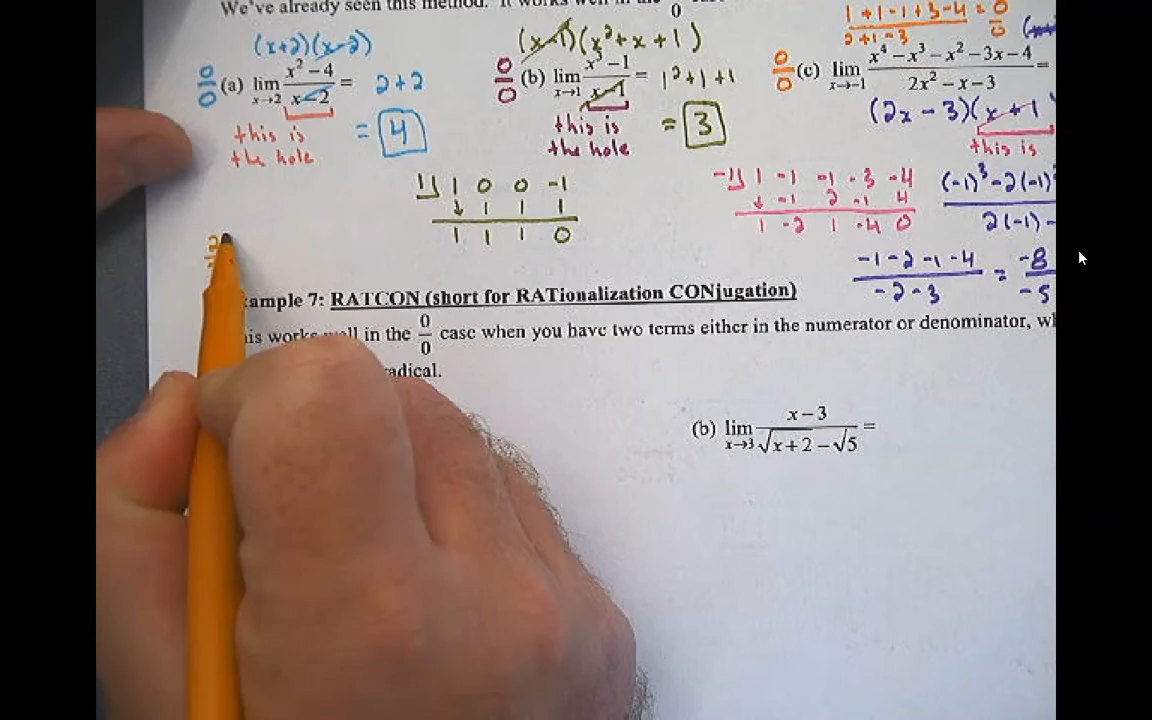 We've already seen this method. It works well in the 0
1+1-1+3-4 = 0
2+1-3 0
(x+2)(x-2) (x-1)(x²+x+1)
0/0 (a) lim x→2 x²-4 / x-2 = 2+2 0/0 (b) lim x→1 x³-1 / x-1 = 1²+1+1 0/0 (c) lim x→-1 x⁴-x³-x²-3x-4 / 2x²-x-3 =
(2x-3)(x+1
this is = 4 this is = 3 this is
the hole the hole
1| 1 0 0 -1 -1| 1 -1 -1 -3 -4 (-1)³-2(-1)²
↓ 1 1 1 ↓ -1 2 -1 4 2(-1)-
1 1 1 0 1 -2 1 -4 0
-1-2-1-4 / -2-3 = -8 / -5
ample 7: RATCON (short for RATionalization CONjugation)
his works well in the 0/0 case when you have two terms either in the numerator or denominator, w
adical.
(b) lim x→3 x-3 / √x+2 - √5 =